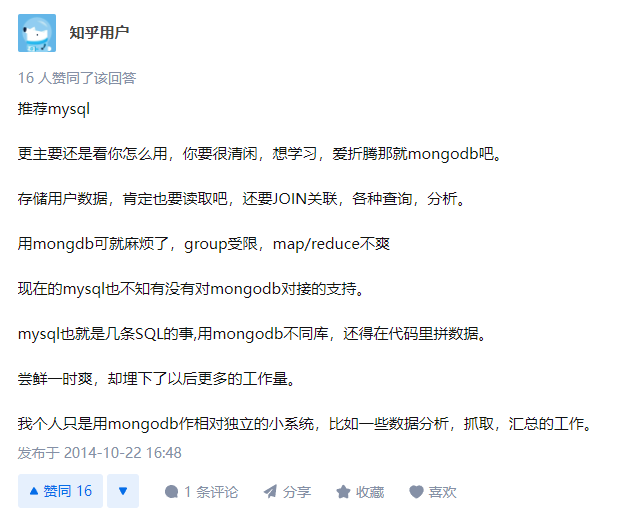 知乎用户
16 人赞同了该回答
推荐mysql
更主要还是看你怎么用，你要很清闲，想学习，爱折腾那就mongodb吧。
存储用户数据，肯定也要读取吧，还要JOIN关联，各种查询，分析。
用mongdb可就麻烦了，group受限，map/reduce不爽
现在的mysql也不知有没有对mongodb对接的支持。
mysql也就是几条SQL的事,用mongodb不同库，还得在代码里拼数据。
尝鲜一时爽，却埋下了以后更多的工作量。
我个人只是用mongodb作相对独立的小系统，比如一些数据分析，抓取，汇总的工作。
发布于 2014-10-22 16:48
赞同 16 1 条评论 分享 收藏 喜欢